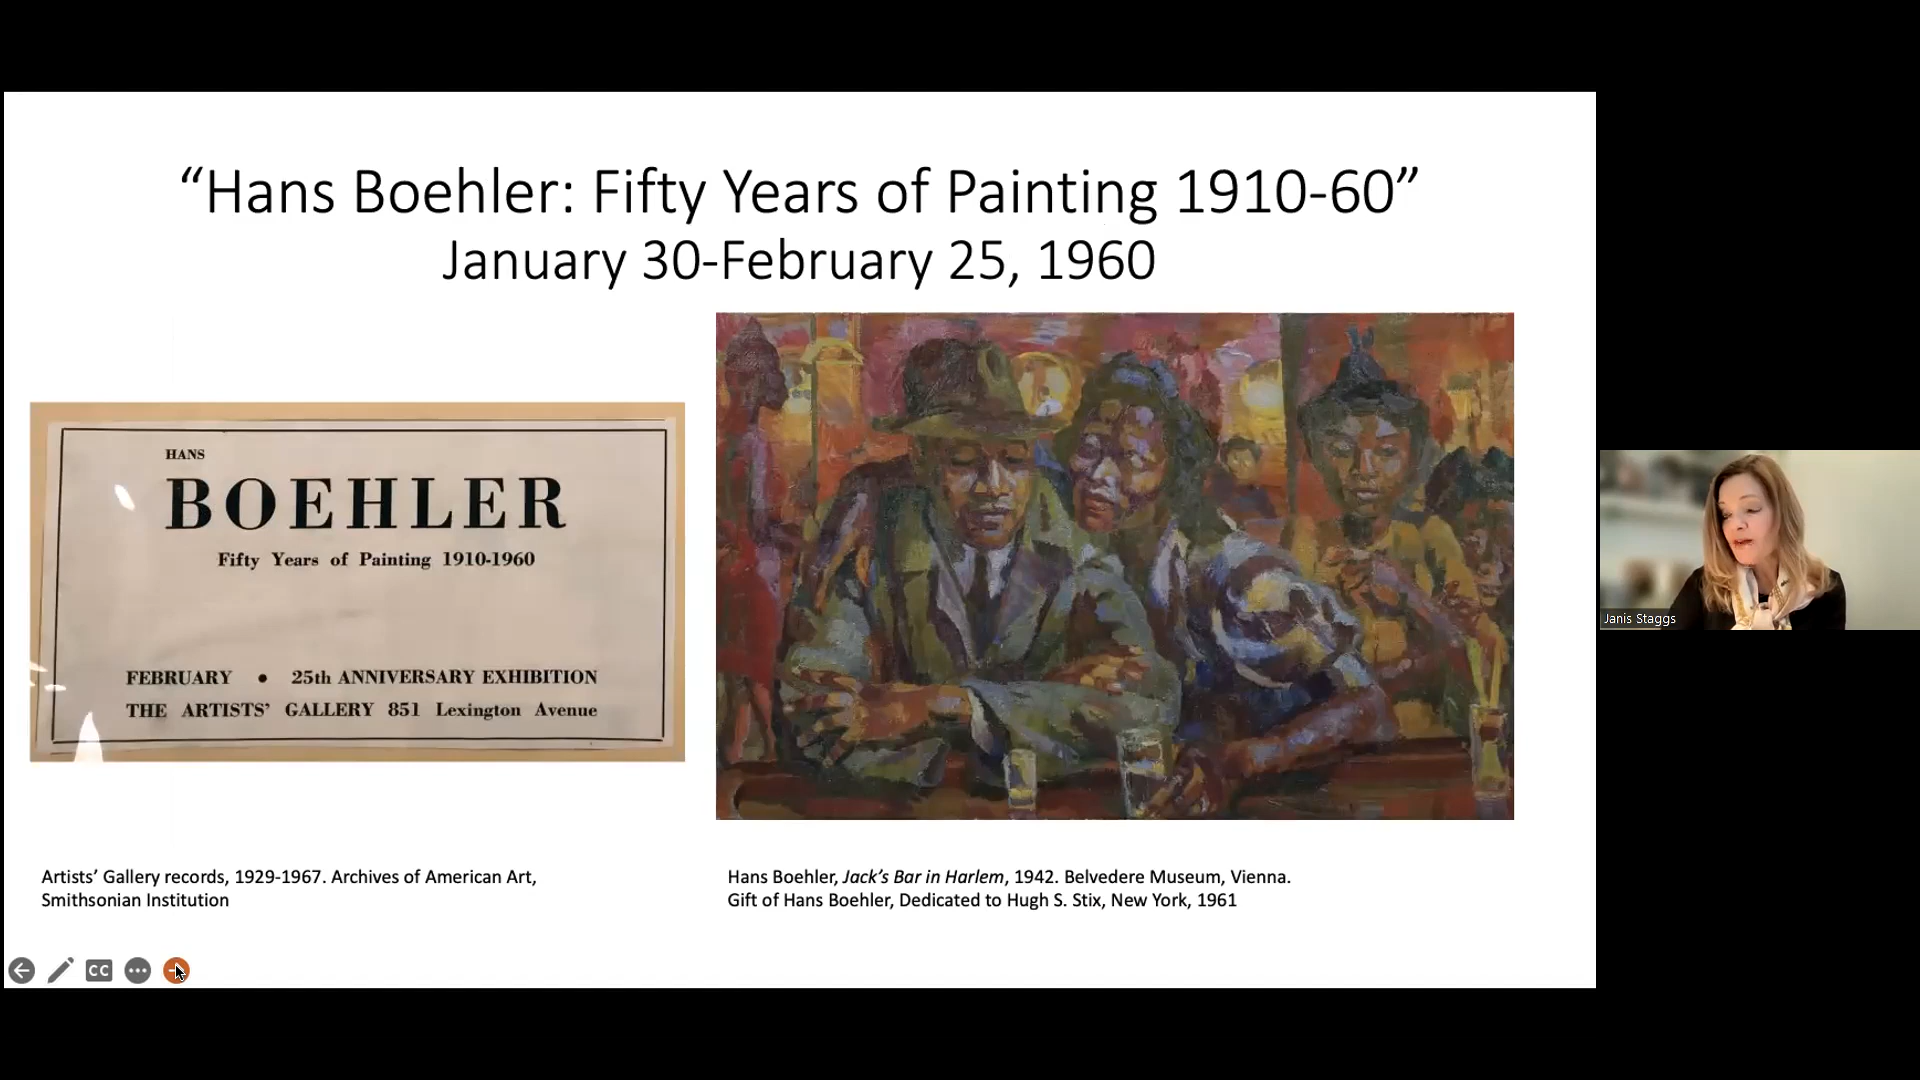 “Hans Boehler: Fifty Years of Painting 1910-60”
January 30-February 25, 1960
HANS
BOEHLER
Fifty Years of Painting 1910-1960
FEBRUARY • 25th ANNIVERSARY EXHIBITION
THE ARTISTS’ GALLERY 851 Lexington Avenue
Artists’ Gallery records, 1929-1967. Archives of American Art,
Smithsonian Institution
Hans Boehler, Jack’s Bar in Harlem, 1942. Belvedere Museum, Vienna.
Gift of Hans Boehler, Dedicated to Hugh S. Stix, New York, 1961
CC
Janis Staggs